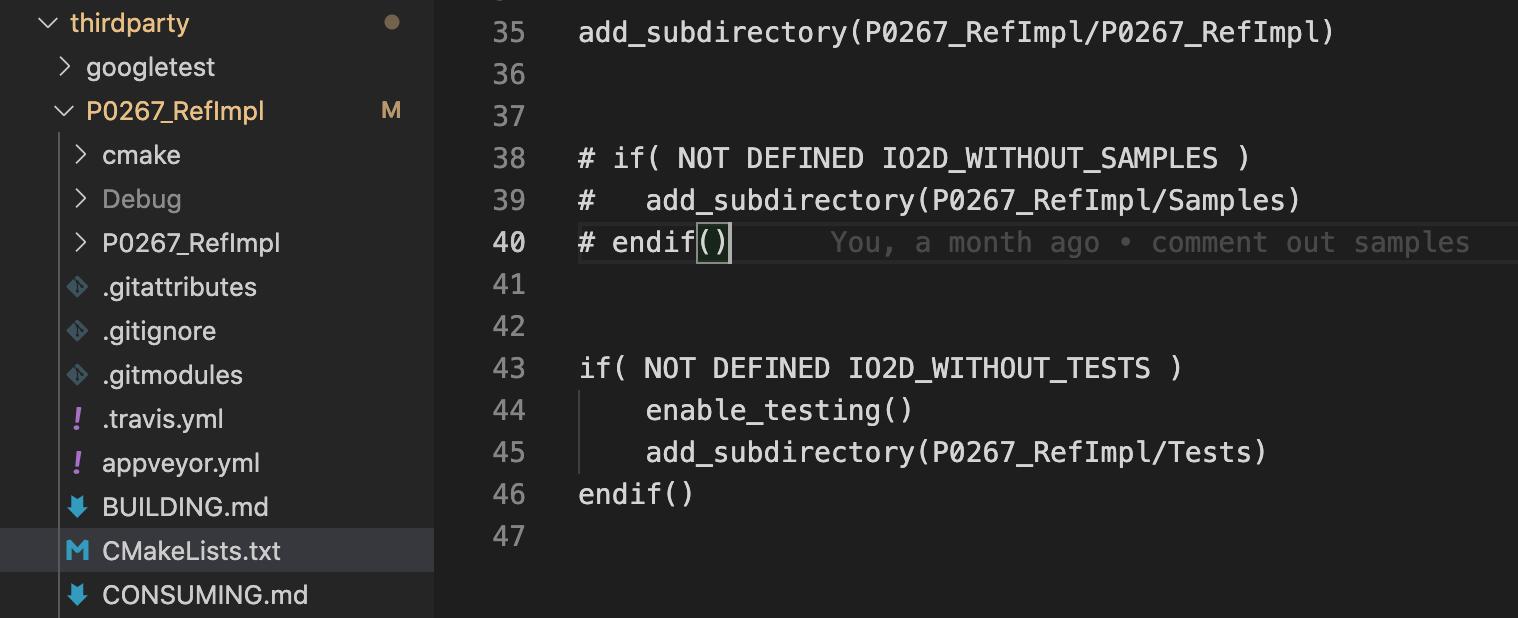 thirdparty
googletest
P0267_RefImpl M
cmake
Debug
P0267_RefImpl
.gitattributes
.gitignore
.gitmodules
! .travis.yml
! appveyor.yml
BUILDING.md
CMakeLists.txt
CONSUMING.md
35 add_subdirectory(P0267_RefImpl/P0267_RefImpl)
36
37
38 # if( NOT DEFINED IO2D_WITHOUT_SAMPLES )
39 #   add_subdirectory(P0267_RefImpl/Samples)
40 # endif() You, a month ago • comment out samples
41
42
43 if( NOT DEFINED IO2D_WITHOUT_TESTS )
44     enable_testing()
45     add_subdirectory(P0267_RefImpl/Tests)
46 endif()
47